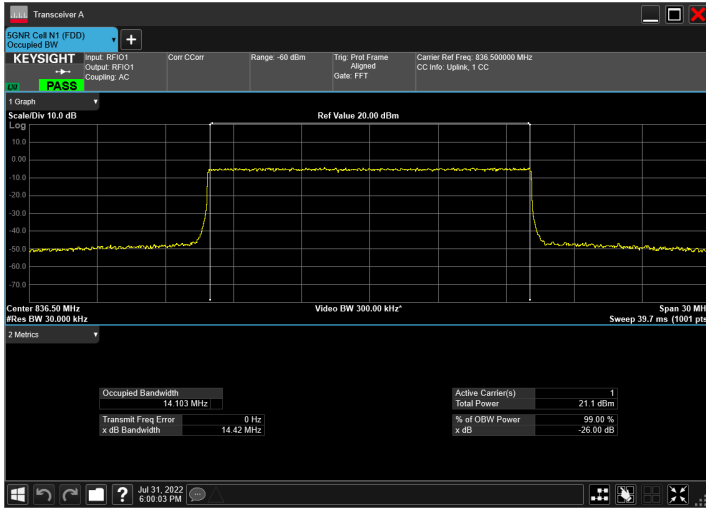 Transceiver A
5GNR Cell N1 (FDD)
Occupied BW
KEYSIGHT
LXI
PASS
Input: RFIO1
Output: RFIO1
Coupling: AC
Corr CCorr
Range: -60 dBm
Trig: Prof Frame
Aligned
Gate: FFT
Carrier Ref Freq: 836.500000 MHz
CC Info: Uplink, 1 CC
1 Graph
Scale/Div 10.0 dB
Ref Value 20.00 dBm
Log
10.0
0.00
-10.0
-20.0
-30.0
-40.0
-50.0
-60.0
-70.0
Center 836.50 MHz
Video BW 300.00 kHz*
Span 30 MH
#Res BW 30.000 kHz
Sweep 39.7 ms (1001 pts
2 Metrics
Occupied Bandwidth
14.103 MHz
Transmit Freq Error 0 Hz
x dB Bandwidth 14.42 MHz
Active Carrier(s) 1
Total Power 21.1 dBm
% of OBW Power 99.00 %
x dB -26.00 dB
?
Jul 31, 2022
6:00:03 PM